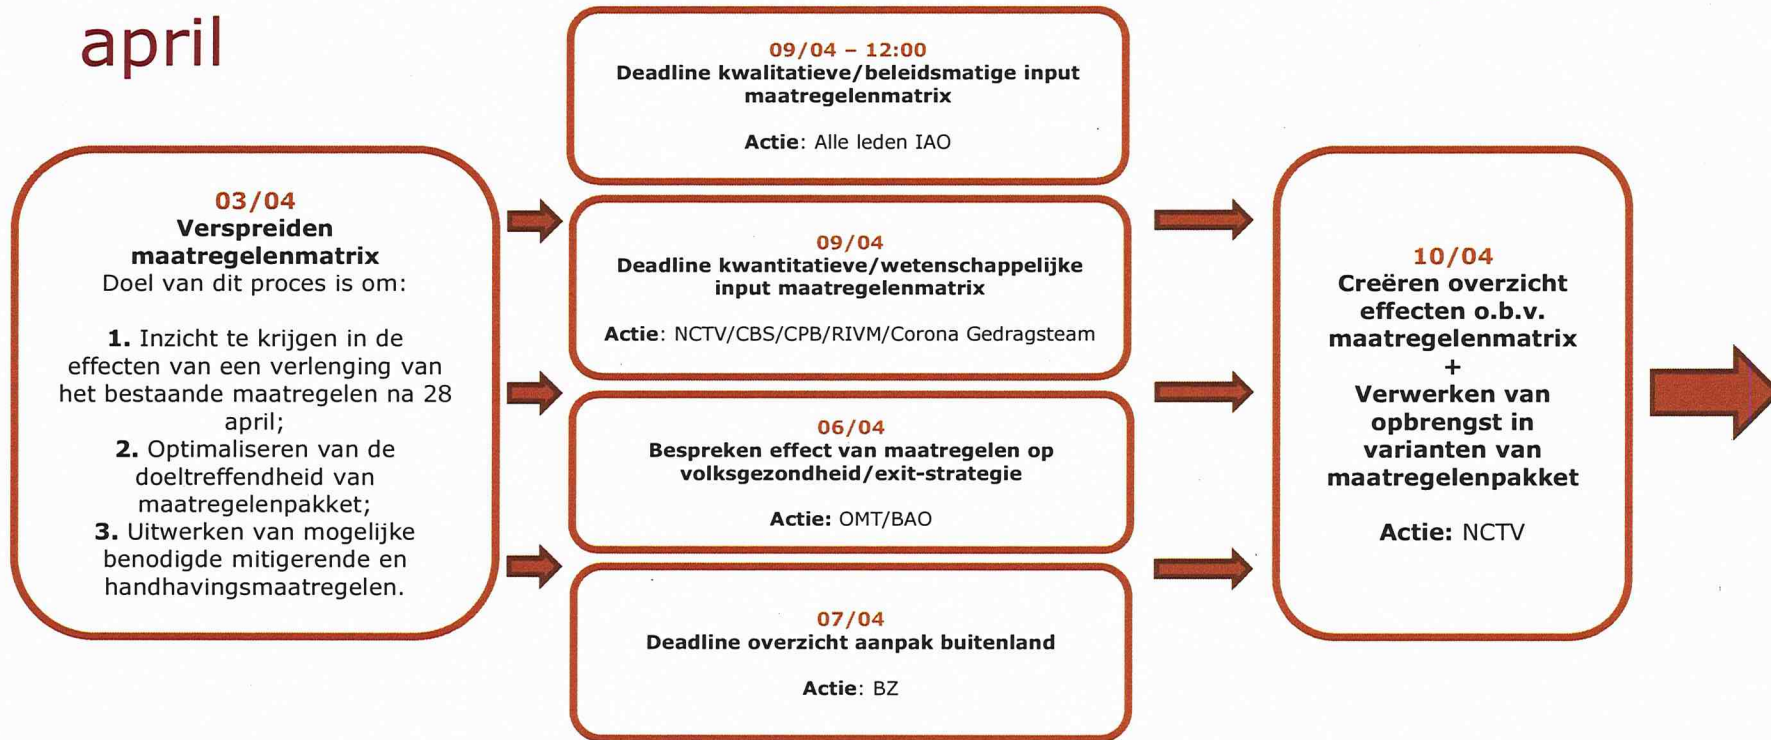 april
03/04
Verspreiden
maatregelenmatrix
Doel van dit proces is om:
1. Inzicht te krijgen in de
effecten van een verlenging van
het bestaande maatregelen na 28
april;
2. Optimaliseren van de
doeltreffendheid van
maatregelenpakket;
3. Uitwerken van mogelijke
benodigde mitigerende en
handhavingsmaatregelen.
09/04 – 12:00
Deadline kwalitatieve/beleidsmatige input
maatregelenmatrix
Actie: Alle leden IAO
09/04
Deadline kwantitatieve/wetenschappelijke
input maatregelenmatrix
Actie: NCTV/CBS/CPB/RIVM/Corona Gedragsteam
06/04
Bespreken effect van maatregelen op
volksgezondheid/exit-strategie
Actie: OMT/BAO
07/04
Deadline overzicht aanpak buitenland
Actie: BZ
10/04
Creëren overzicht
effecten o.b.v.
maatregelenmatrix
+
Verwerken van
opbrengst in
varianten van
maatregelenpakket
Actie: NCTV